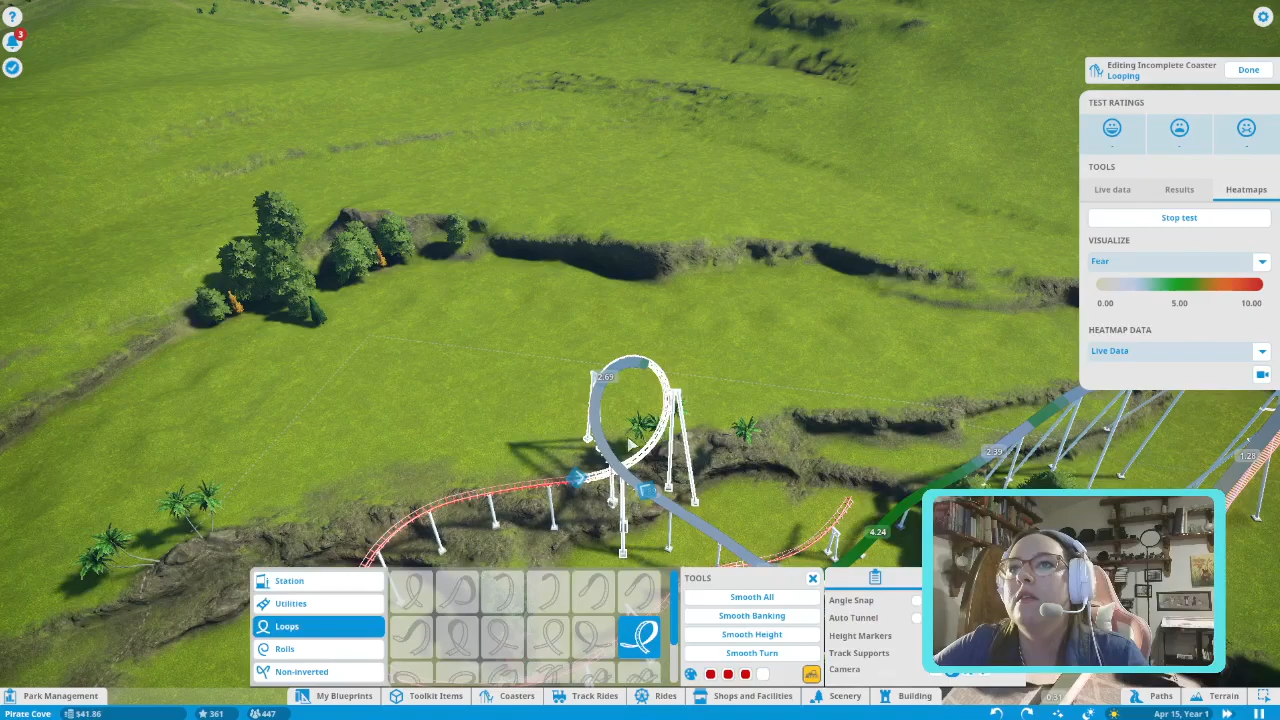 ?
3
Editing Incomplete Coaster
Looping
Done
TEST RATINGS
-
-
-
TOOLS
Live data
Results
Heatmaps
Stop test
VISUALIZE
Fear
0.00
5.00
10.00
HEATMAP DATA
Live Data
2.69
2.39
1.28
4.24
Station
Utilities
Loops
Rolls
Non-inverted
TOOLS
Smooth All
Smooth Banking
Smooth Height
Smooth Turn
Angle Snap
Auto Tunnel
Height Markers
Track Supports
Camera
0:31
Park Management
My Blueprints
Toolkit Items
Coasters
Track Rides
Rides
Shops and Facilities
Scenery
Building
Paths
Terrain
Pirate Cove
$41.86
361
447
Apr 15, Year 1